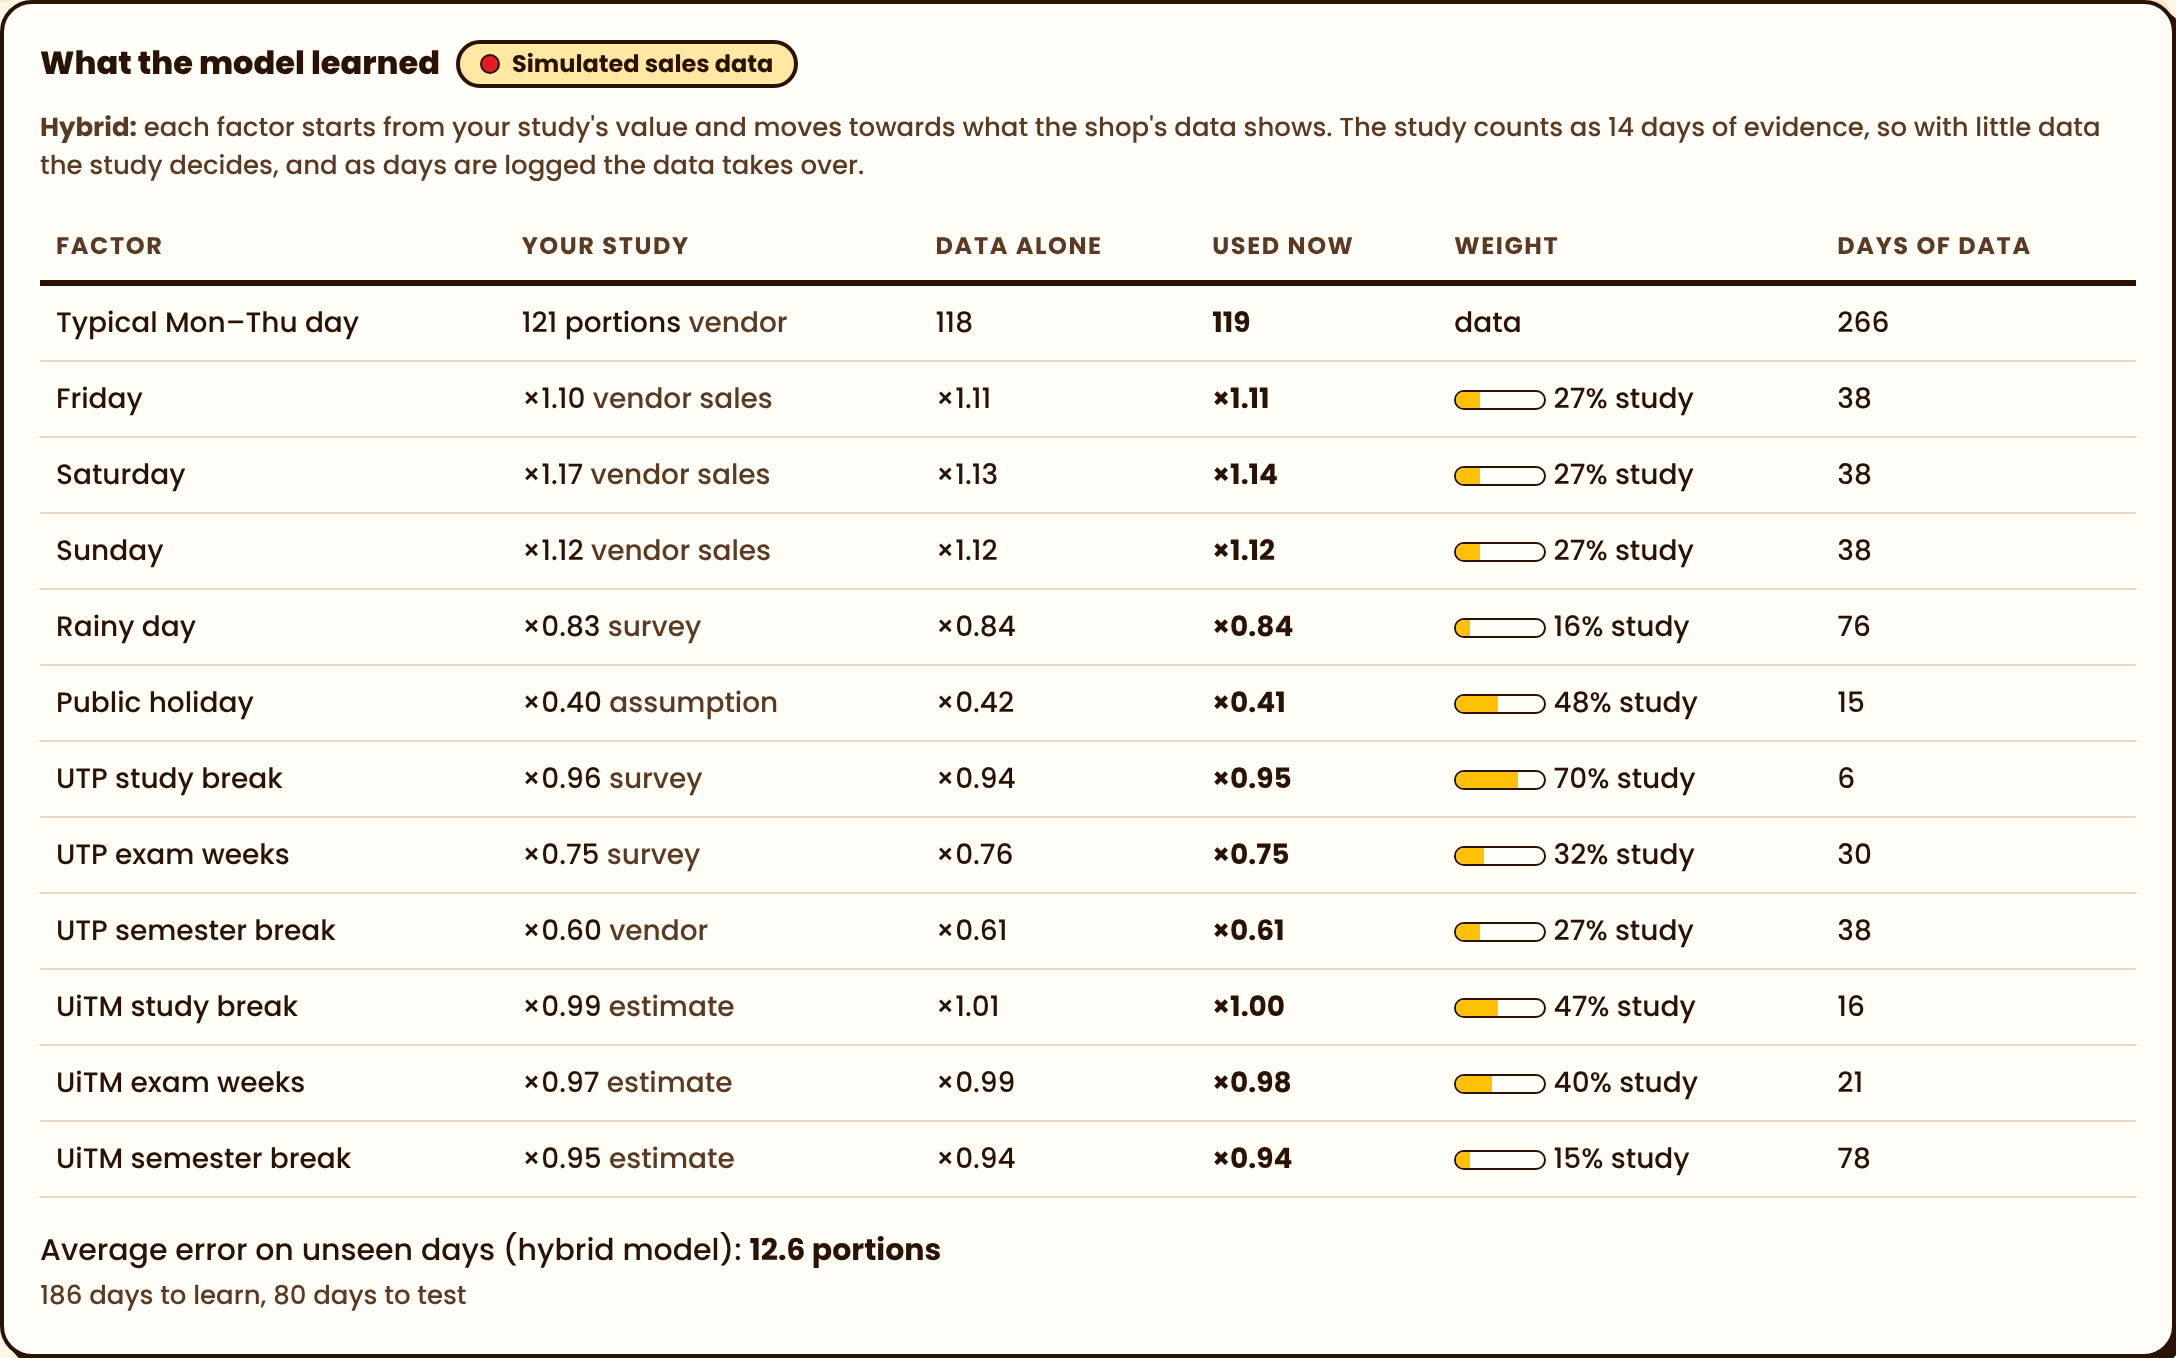 What the model learned Simulated sales data
Hybrid: each factor starts from your study's value and moves towards what the shop's data shows. The study counts as 14 days of evidence, so with little data
the study decides, and as days are logged the data takes over.
FACTOR YOUR STUDY DATA ALONE USED NOW WEIGHT DAYS OF DATA
Typical Mon–Thu day 121 portions vendor 118 119 data 266
Friday ×1.10 vendor sales ×1.11 ×1.11 27% study 38
Saturday ×1.17 vendor sales ×1.13 ×1.14 27% study 38
Sunday ×1.12 vendor sales ×1.12 ×1.12 27% study 38
Rainy day ×0.83 survey ×0.84 ×0.84 16% study 76
Public holiday ×0.40 assumption ×0.42 ×0.41 48% study 15
UTP study break ×0.96 survey ×0.94 ×0.95 70% study 6
UTP exam weeks ×0.75 survey ×0.76 ×0.75 32% study 30
UTP semester break ×0.60 vendor ×0.61 ×0.61 27% study 38
UiTM study break ×0.99 estimate ×1.01 ×1.00 47% study 16
UiTM exam weeks ×0.97 estimate ×0.99 ×0.98 40% study 21
UiTM semester break ×0.95 estimate ×0.94 ×0.94 15% study 78
Average error on unseen days (hybrid model): 12.6 portions
186 days to learn, 80 days to test